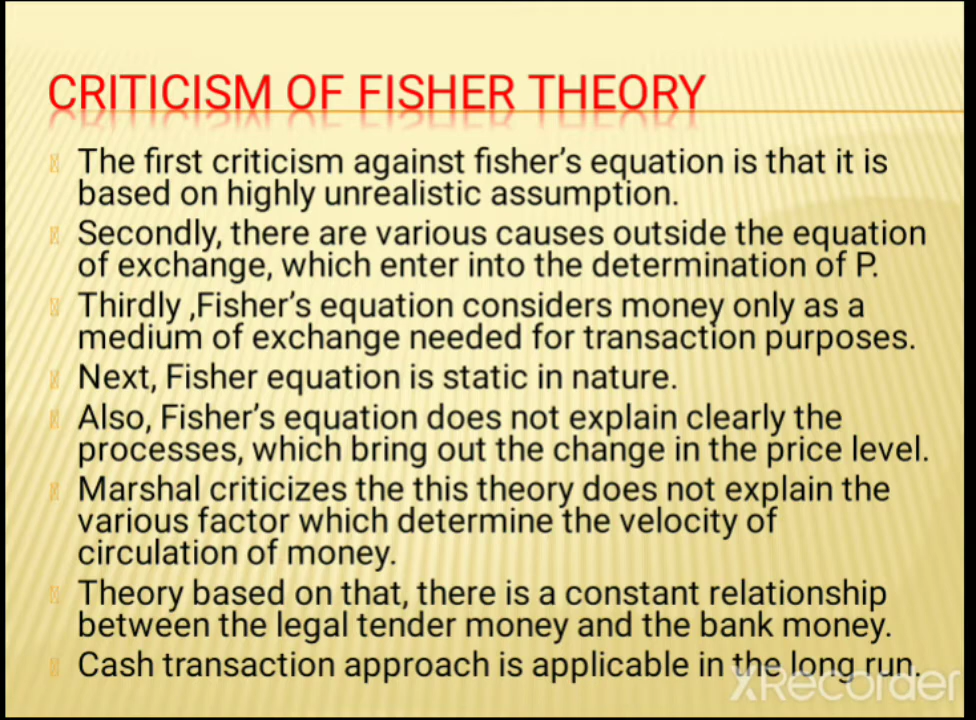 CRITICISM OF FISHER THEORY
The first criticism against fisher's equation is that it is
based on highly unrealistic assumption.
Secondly, there are various causes outside the equation
of exchange, which enter into the determination of P.
Thirdly ,Fisher's equation considers money only as a
medium of exchange needed for transaction purposes.
Next, Fisher equation is static in nature.
Also, Fisher's equation does not explain clearly the
processes, which bring out the change in the price level.
Marshal criticizes the this theory does not explain the
various factor which determine the velocity of
circulation of money.
Theory based on that, there is a constant relationship
between the legal tender money and the bank money.
Cash transaction approach is applicable in the long run.
XRecorder